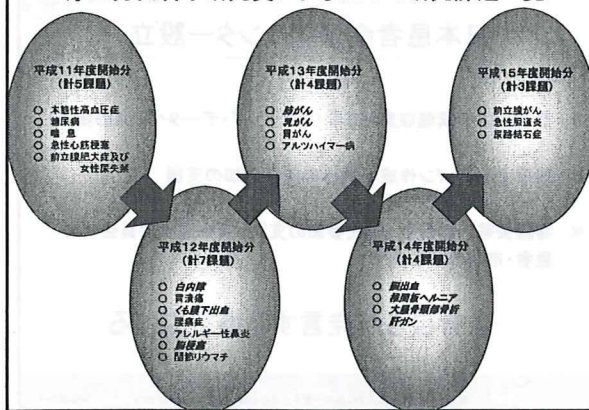 平成11年度開始分
(計5課題)
○ 本態性高血圧症
○ 糖尿病
○ 喘 息
○ 急性心筋梗塞
○ 前立腺肥大症及び
女性尿失禁
平成12年度開始分
(計7課題)
○ 白内障
○ 胃潰瘍
○ くも膜下出血
○ 腰痛症
○ アレルギー性鼻炎
○ 脳梗塞
○ 関節リウマチ
平成13年度開始分
(計4課題)
○ 肺がん
○ 乳がん
○ 胃がん
○ アルツハイマー病
平成14年度開始分
(計4課題)
○ 脳出血
○ 椎間板ヘルニア
○ 大腿骨頸部骨折
○ 肝ガン
平成15年度開始分
(計3課題)
○ 前立腺がん
○ 急性胆道炎
○ 尿路結石症